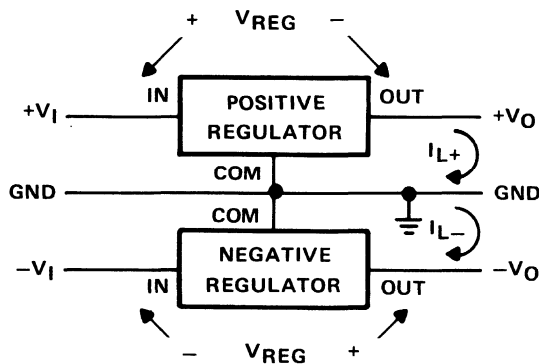 + VREG −
IN POSITIVE REGULATOR OUT
+VI +VO
COM IL+
GND GND
COM IL−
NEGATIVE REGULATOR
−VI −VO
IN OUT
− VREG +